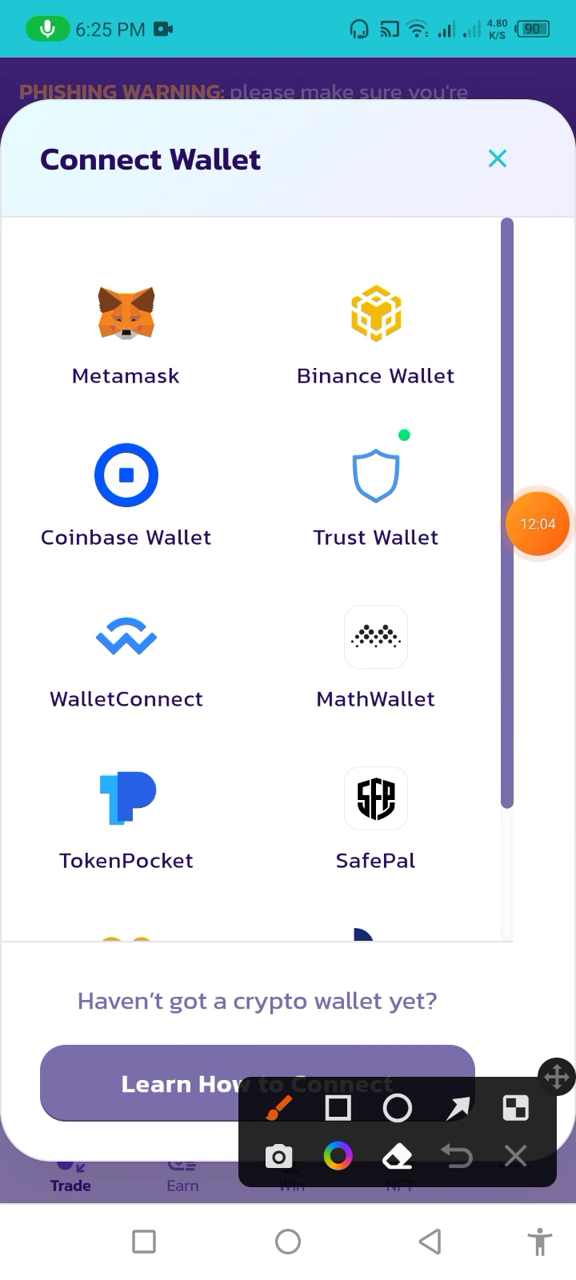 6:25 PM
4.80
K/S
90
PHISHING WARNING: please make sure you're
Connect Wallet
Metamask
Binance Wallet
Coinbase Wallet
Trust Wallet
12:04
WalletConnect
MathWallet
TokenPocket
SafePal
Haven’t got a crypto wallet yet?
Learn How to Connect
Trade
Earn
Win
NFT